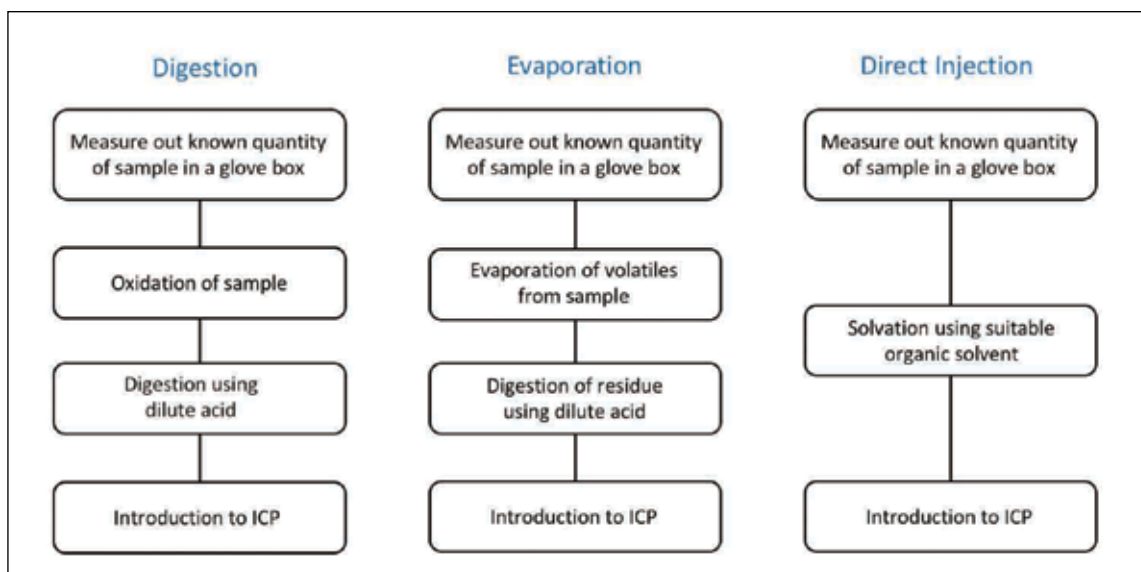 Digestion
Measure out known quantity
of sample in a glove box
Oxidation of sample
Digestion using
dilute acid
Introduction to ICP
Evaporation
Measure out known quantity
of sample in a glove box
Evaporation of volatiles
from sample
Digestion of residue
using dilute acid
Introduction to ICP
Direct Injection
Measure out known quantity
of sample in a glove box
Solvation using suitable
organic solvent
Introduction to ICP